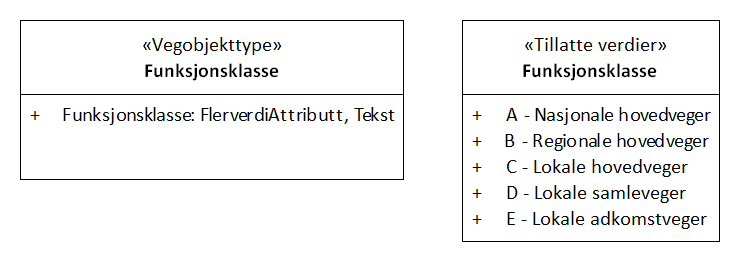 «Vegobjekttype»
Funksjonsklasse
+ Funksjonsklasse: FlerverdiAttributt, Tekst
«Tillatte verdier»
Funksjonsklasse
+ A - Nasjonale hovedveger
+ B - Regionale hovedveger
+ C - Lokale hovedveger
+ D - Lokale samleveger
+ E - Lokale adkomstveger